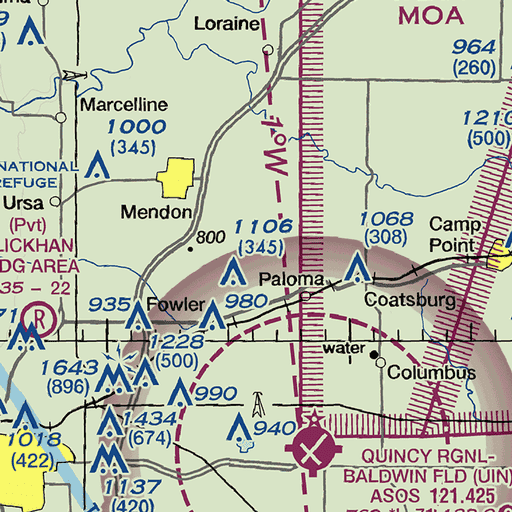 MOA
Loraine
964
(260)
Marcelline
1000
(345)
1°W
NATIONAL
REFUGE
Ursa
(Pvt)
Mendon
1210
(500)
1068
(308)
Camp
Point
1106
(345)
800
LICKHAN
DG AREA
35 - 22
R
935
Fowler
980
Paloma
Coatsburg
71
1228
(500)
1643
(896)
water
Columbus
990
1434
(674)
940
1018
(422)
1137
(420)
QUINCY RGNL-
BALDWIN FLD (UIN)
ASOS 121.425